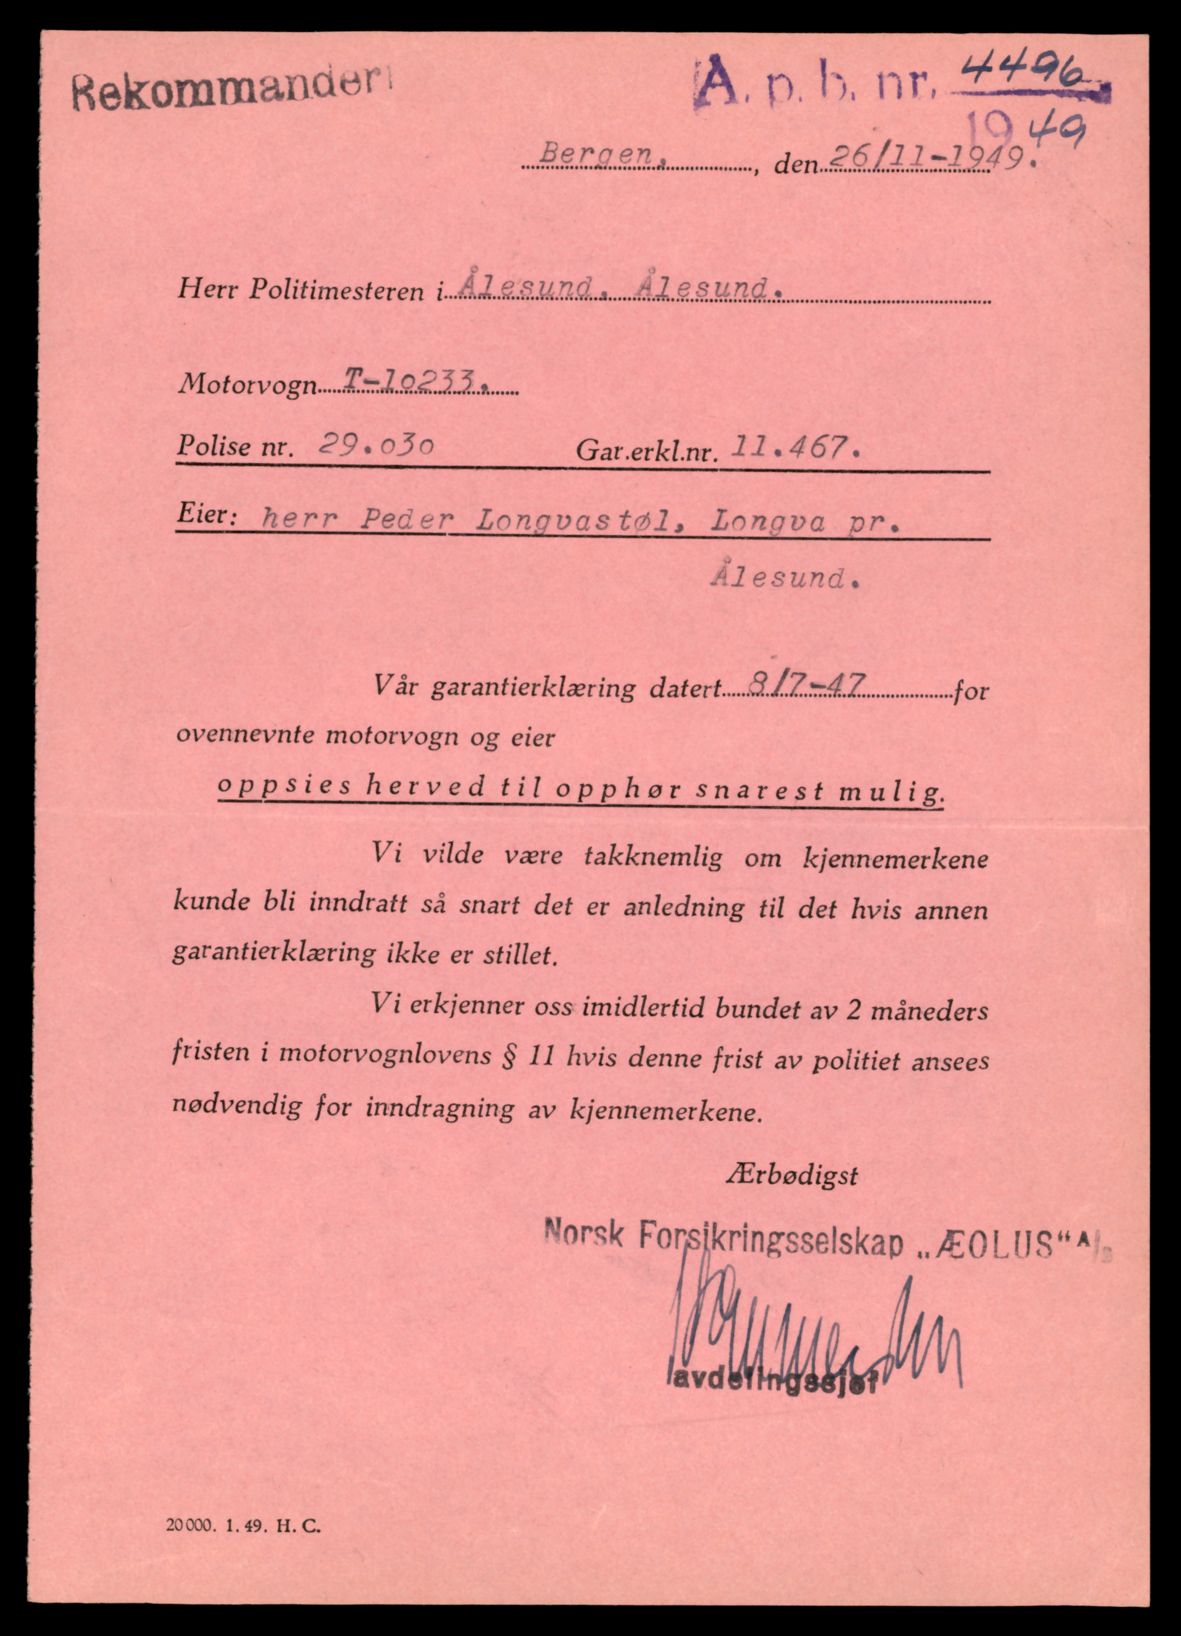 Rekommandert
A. p. b. nr. 4496
1949
Bergen, , den 26/11-1949.
Herr Politimesteren i Ålesund, Ålesund.
Motorvogn T-10233.
Polise nr. 29.030 Gar.erkl.nr. 11.467.
Eier: herr Peder Longvastøl, Longva pr.
Ålesund.
Vår garantierklæring datert 8/7-47 for
ovennevnte motorvogn og eier
oppsies herved til opphør snarest mulig.
Vi vilde være takknemlig om kjennemerkene
kunde bli inndratt så snart det er anledning til det hvis annen
garantierklæring ikke er stillet.
Vi erkjenner oss imidlertid bundet av 2 måneders
fristen i motorvognlovens § 11 hvis denne frist av politiet ansees
nødvendig for inndragning av kjennemerkene.
Ærbødigst
Norsk Forsikringsselskap „ÆOLUS“ A/s
avdelingssjef
20000. 1. 49. H. C.